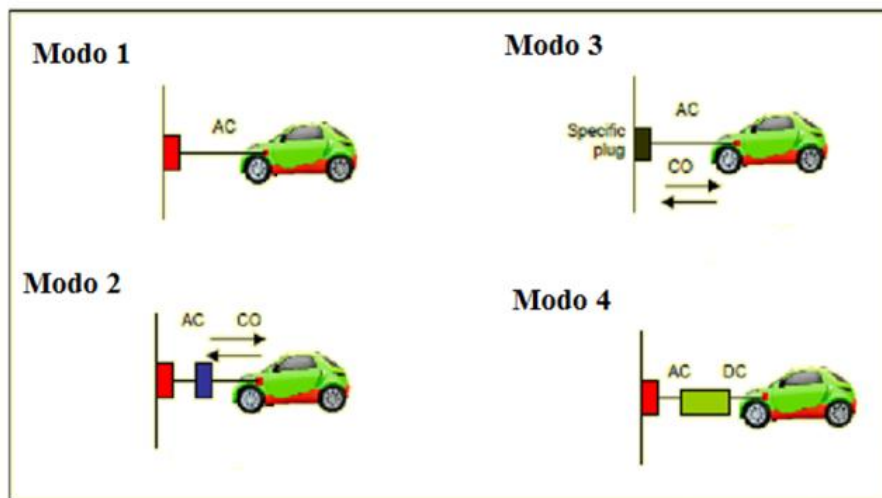 Modo 1
AC
Modo 3
AC
Specific
plug
CO
Modo 2
AC CO
Modo 4
AC DC